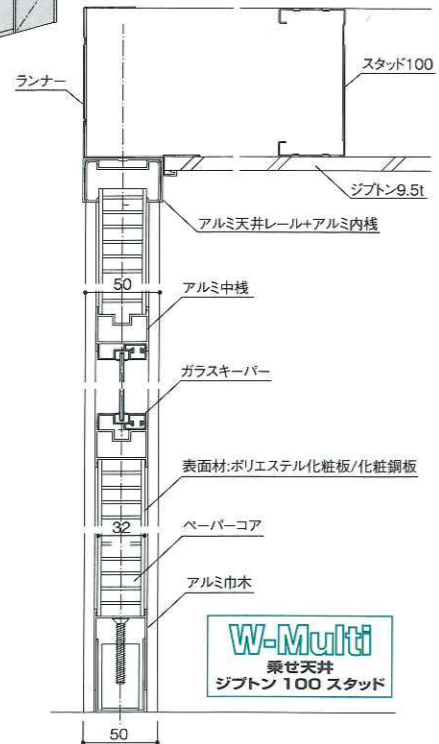 ランナー
スタッド100
ジプトン9.5t
アルミ天井レール+アルミ内桟
50
アルミ中桟
ガラスキーパー
表面材:ポリエステル化粧板/化粧鋼板
32
ペーパーコア
アルミ巾木
W-Multi
乗せ天井
ジプトン 100 スタッド
50